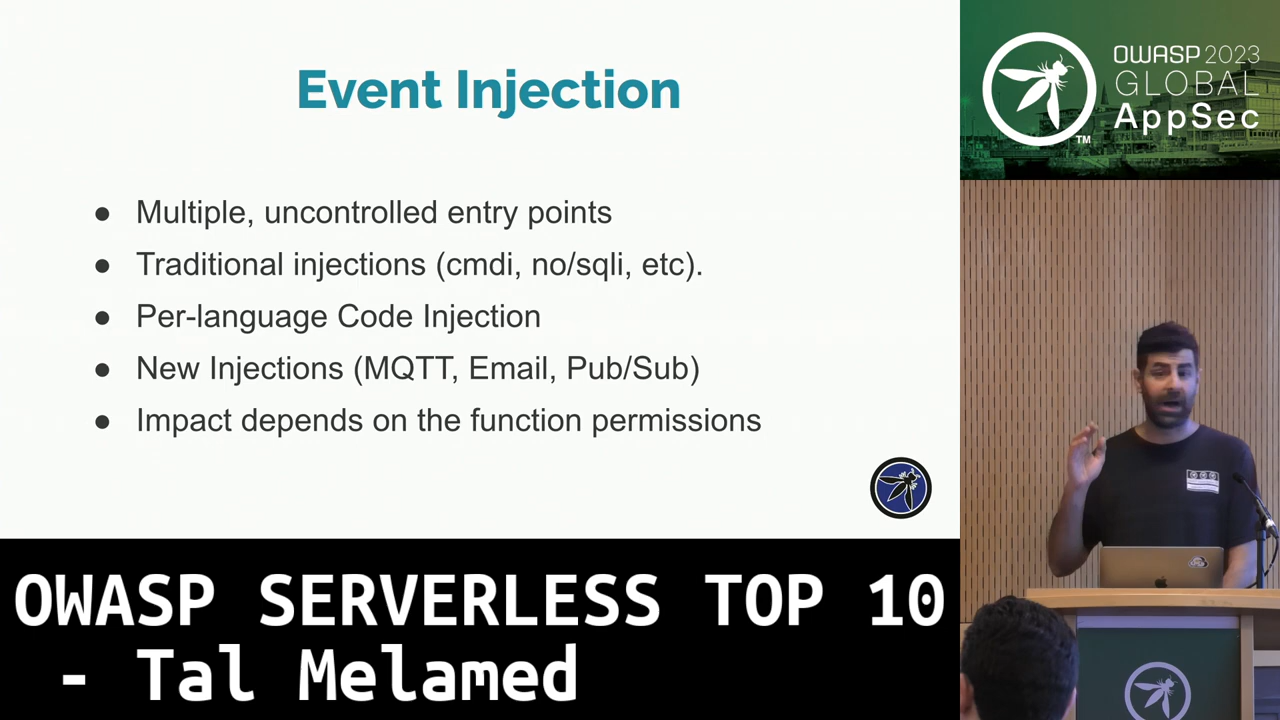 Event Injection
● Multiple, uncontrolled entry points
● Traditional injections (cmdi, no/sqli, etc).
● Per-language Code Injection
● New Injections (MQTT, Email, Pub/Sub)
● Impact depends on the function permissions
OWASP SERVERLESS TOP 10
- Tal Melamed
OWASP 2023
GLOBAL
AppSec
TM